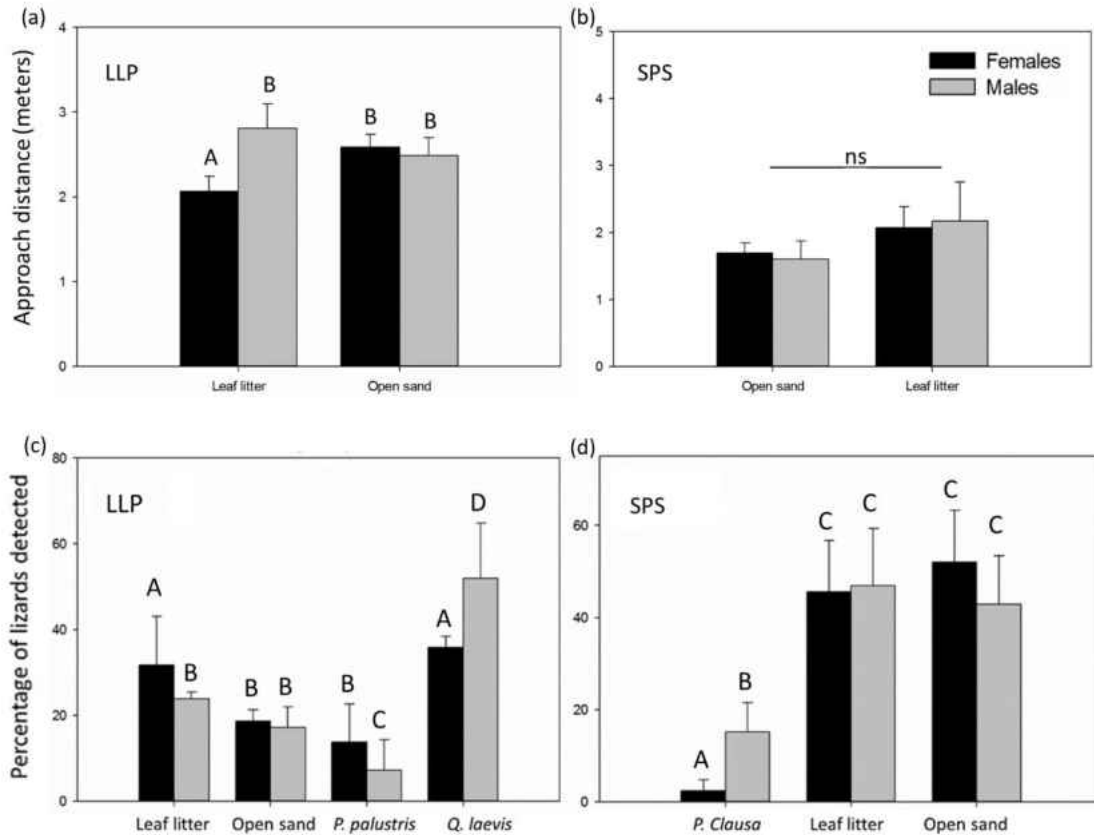 (a)
Approach distance (meters)
4
3
2
1
0
LLP
A
B
B
B
Leaf litter
Open sand
(b)
5
4
3
2
1
0
SPS
Females
Males
ns
Open sand
Leaf litter
(c)
Percentage of lizards detected
80
60
40
20
0
LLP
A
B
B
B
B
C
A
D
Leaf litter
Open sand
P. palustris
Q. laevis
(d)
60
40
20
0
SPS
A
B
C
C
C
C
P. Clausa
Leaf litter
Open sand